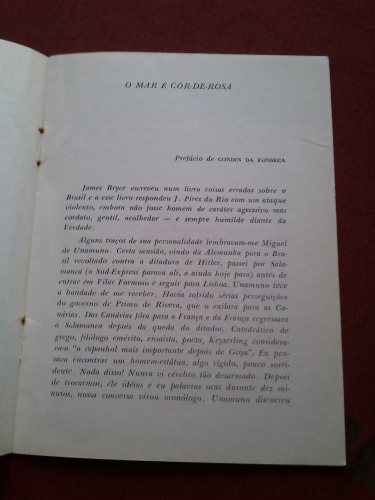 O MAR É CÔR-DE-ROSA
Prefácio de GONDIN DA FONSECA
James Bryce escreveu num livro coisas erradas sobre o
Brasil e a esse livro respondeu J. Pires do Rio com um ataque
violento, embora não fosse homem de caráter agressivo mas
cordato, gentil, acolhedor — e sempre humilde diante da
Verdade.
Alguns traços de sua personalidade lembravam-me Miguel
de Unamuno. Certa ocasião, vindo da Alemanha para o Bra-
sil revoltado contra a ditadura de Hitler, passei por Sala-
manca (o Sud-Express parava ali, e ainda hoje para) antes de
entrar em Vilar Formoso e seguir para Lisboa. Unamuno teve
a bondade de me receber. Havia sofrido sérias perseguições
do governo de Primo de Rivera, que o exilara para as Ca-
nárias. Das Canárias fôra para a França e da França regressara
a Salamanca depois da queda do ditador. Catedrático de
grego, filólogo emérito, ensaista, poeta, Keyserling considera-
va-o "o espanhol mais importante depois de Goya". Eu pen-
sava encontrar um homem-estátua, algo rígido, pouco sorri-
dente. Nada disso! Nunca vi cérebro tão desarmado. Depois
de trocarmos, êle idéias e eu palavras ocas durante dez mi-
nutos, nossa conversa virou monólogo. Unamuno discorreu